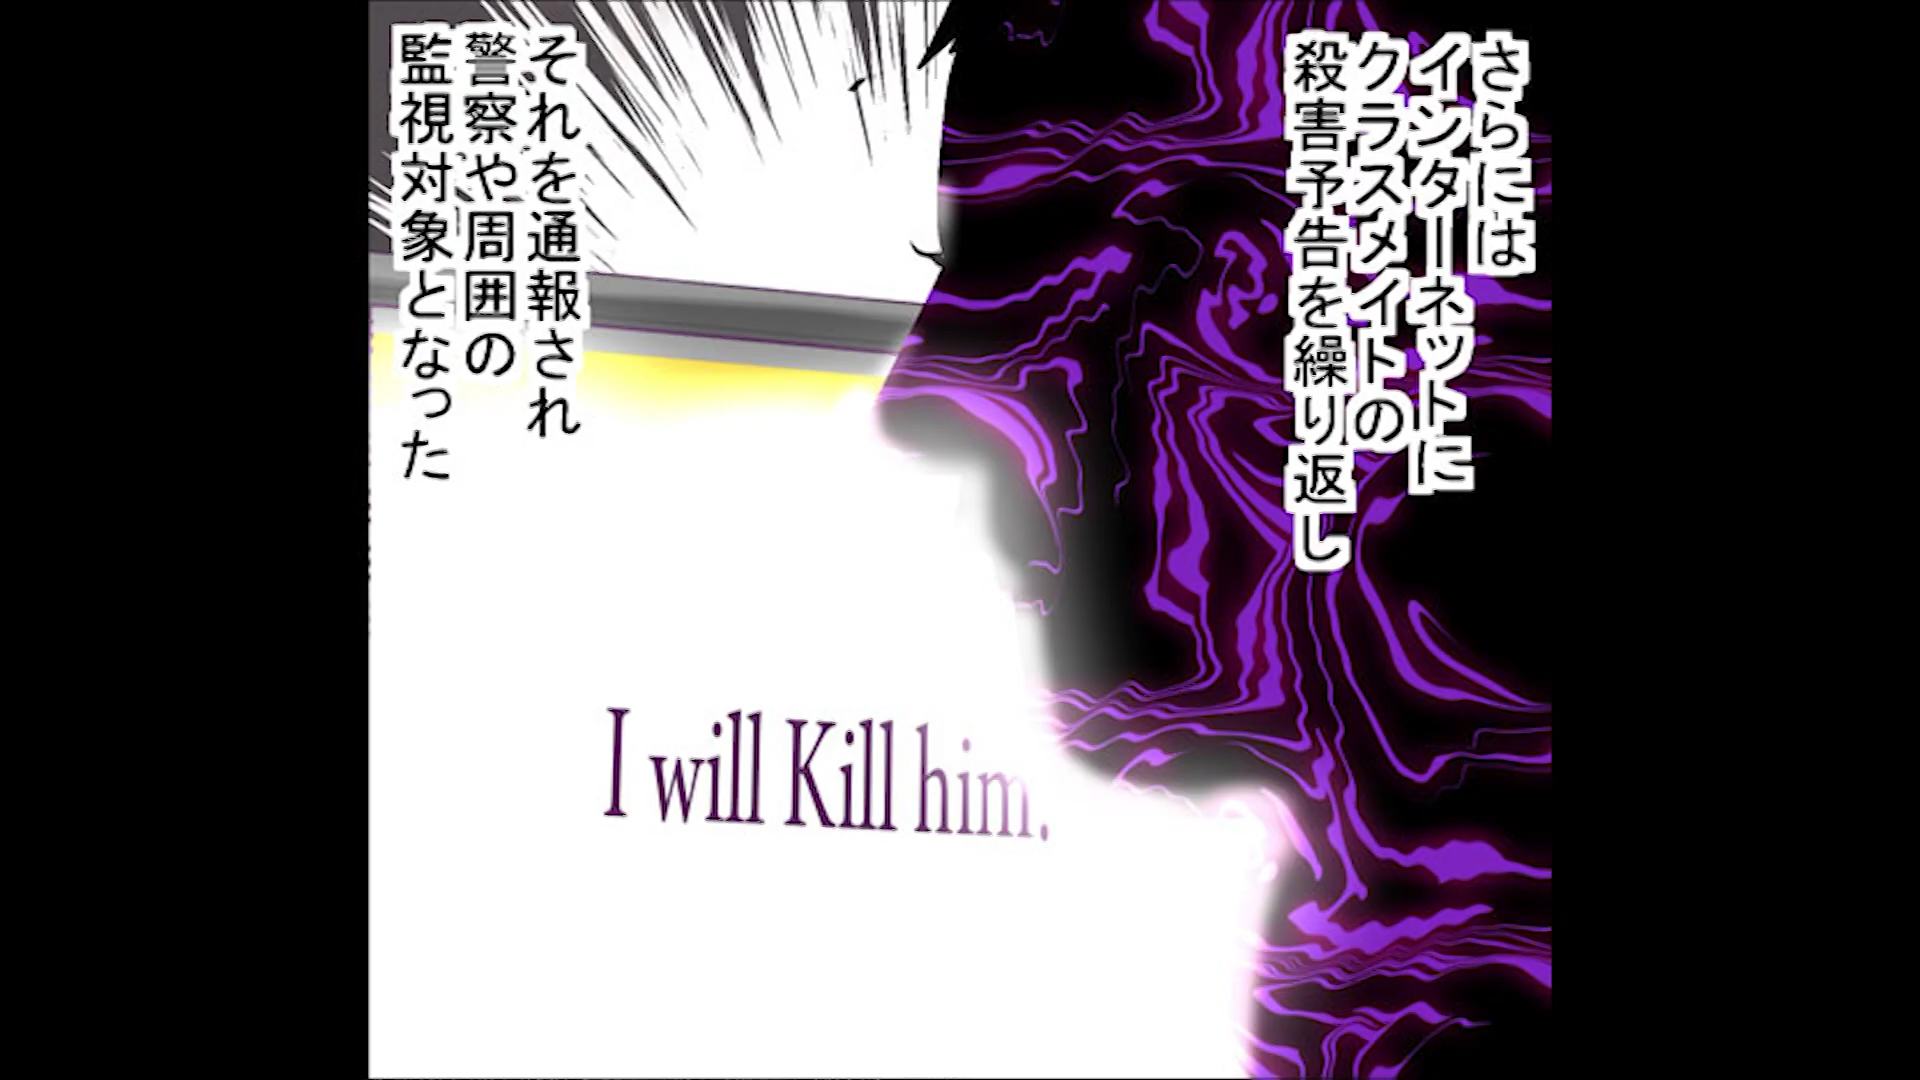 さらには
インターネットに
クラスメイトの
殺害予告を繰り返し
それを通報され
警察や周囲の
監視対象となった
I will Kill him.